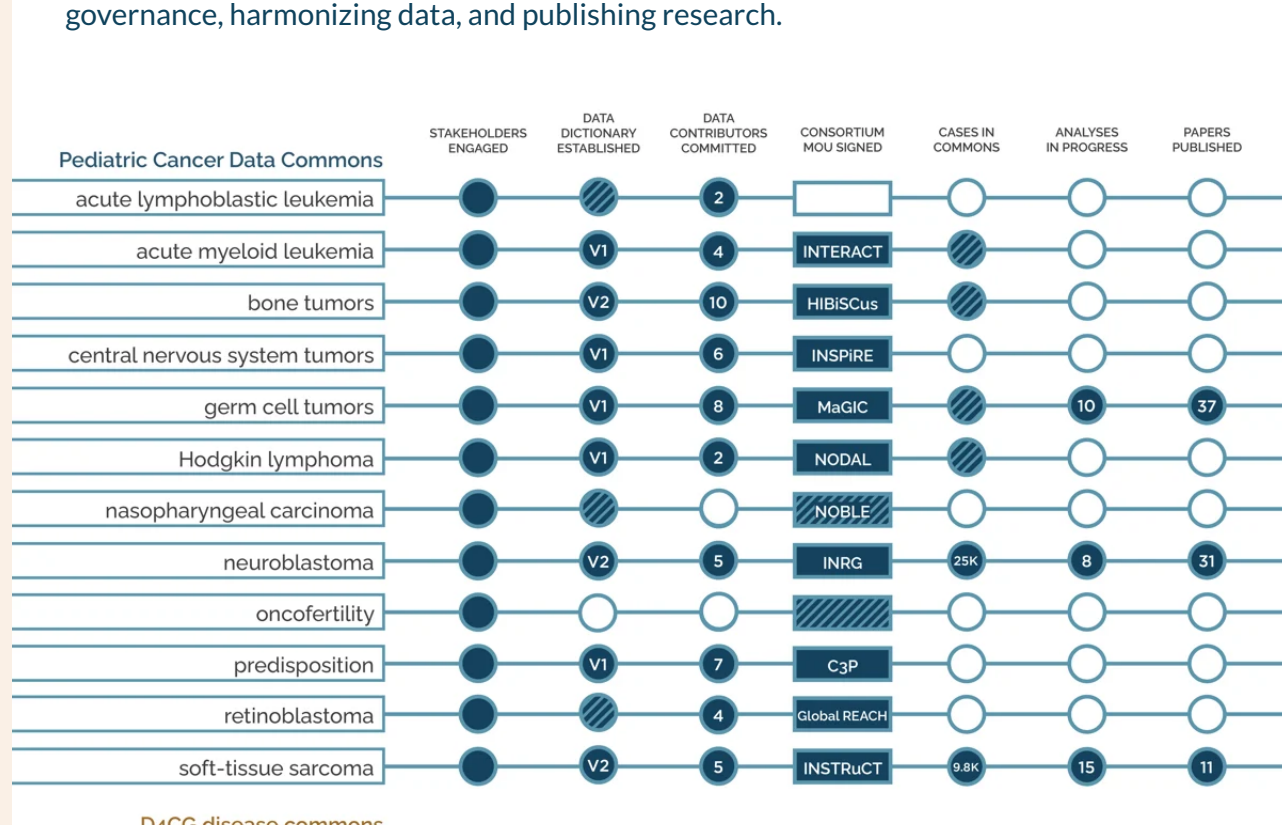 governance, harmonizing data, and publishing research.
STAKEHOLDERS
ENGAGED
DATA
DICTIONARY
ESTABLISHED
DATA
CONTRIBUTORS
COMMITTED
CONSORTIUM
MOU SIGNED
CASES IN
COMMONS
ANALYSES
IN PROGRESS
PAPERS
PUBLISHED
Pediatric Cancer Data Commons
acute lymphoblastic leukemia 2
acute myeloid leukemia V1 4 INTERACT
bone tumors V2 10 HIBiSCus
central nervous system tumors V1 6 INSPiRE
germ cell tumors V1 8 MaGIC 10 37
Hodgkin lymphoma V1 2 NODAL
nasopharyngeal carcinoma NOBLE
neuroblastoma V2 5 INRG 25K 8 31
oncofertility
predisposition V1 7 C3P
retinoblastoma 4 Global REACH
soft-tissue sarcoma V2 5 INSTRuCT 9.8K 15 11
D4CG disease commons